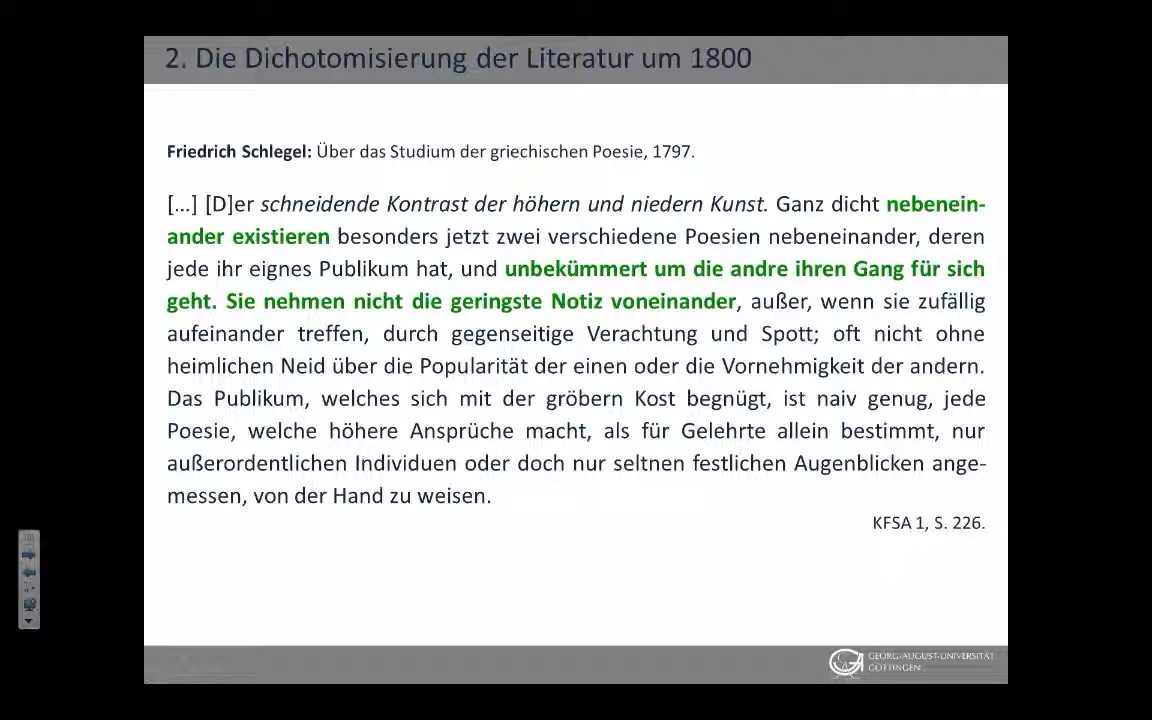 2. Die Dichotomisierung der Literatur um 1800
Friedrich Schlegel: Über das Studium der griechischen Poesie, 1797.
[…] [D]er schneidende Kontrast der höhern und niedern Kunst. Ganz dicht nebenein-
ander existieren besonders jetzt zwei verschiedene Poesien nebeneinander, deren
jede ihr eignes Publikum hat, und unbekümmert um die andre ihren Gang für sich
geht. Sie nehmen nicht die geringste Notiz voneinander, außer, wenn sie zufällig
aufeinander treffen, durch gegenseitige Verachtung und Spott; oft nicht ohne
heimlichen Neid über die Popularität der einen oder die Vornehmigkeit der andern.
Das Publikum, welches sich mit der gröbern Kost begnügt, ist naiv genug, jede
Poesie, welche höhere Ansprüche macht, als für Gelehrte allein bestimmt, nur
außerordentlichen Individuen oder doch nur seltnen festlichen Augenblicken ange-
messen, von der Hand zu weisen.
KFSA 1, S. 226.
GEORG-AUGUST-UNIVERSITÄT
GÖTTINGEN